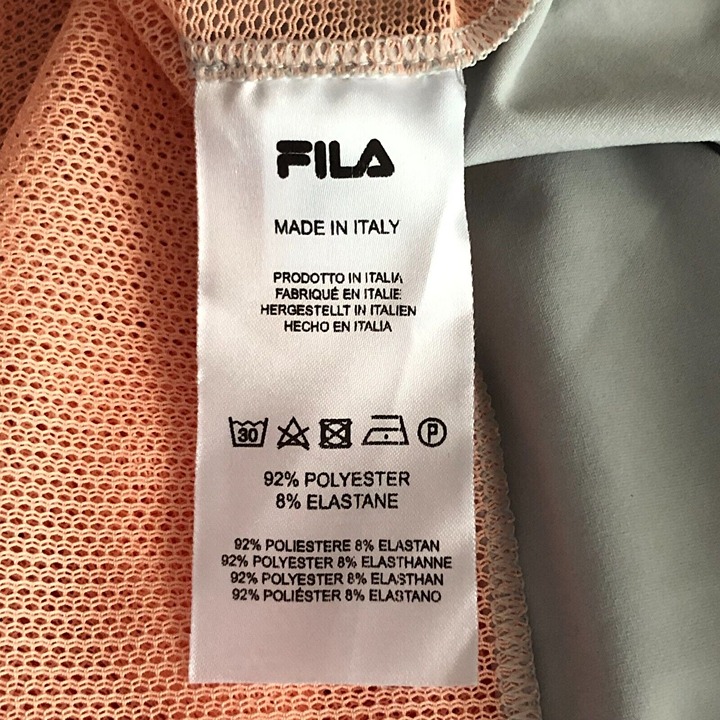 FILA
MADE IN ITALY
PRODOTTO IN ITALIA
FABRIQUÉ EN ITALIE
HERGESTELLT IN ITALIEN
HECHO EN ITALIA
30 P
92% POLYESTER
8% ELASTANE
92% POLIESTERE 8% ELASTAN
92% POLYESTER 8% ELASTHANNE
92% POLYESTER 8% ELASTHAN
92% POLIÉSTER 8% ELASTANO